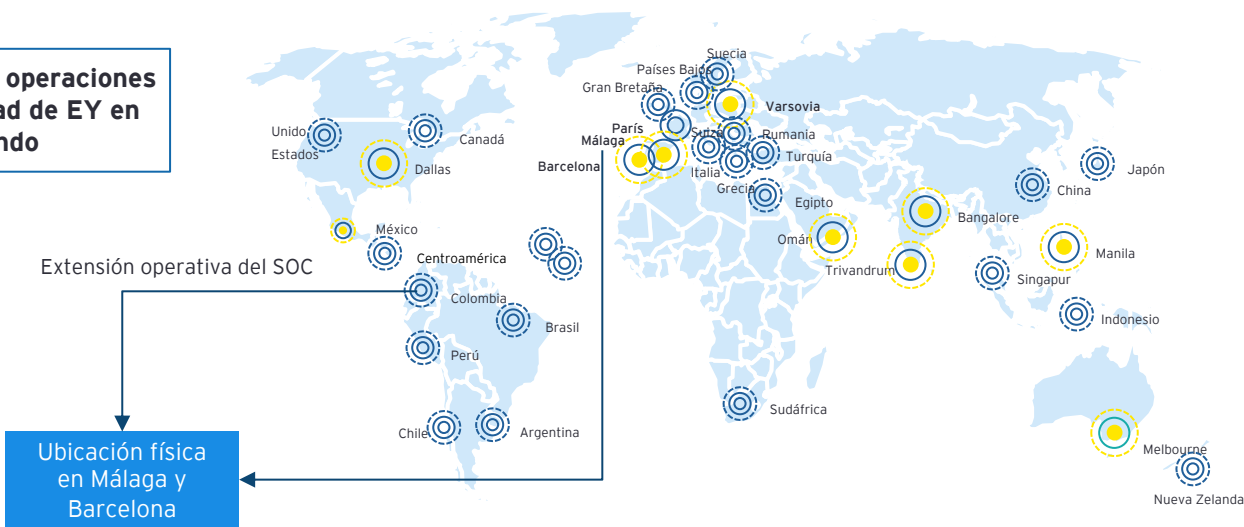 operaciones
ad de EY en
ndo
Suecia
Países Bajos
Gran Bretaña
Varsovia
París
Suiza
Rumania
Málaga
Turquía
Barcelona
Italia
Grecia
Egipto
Unido
Estados
Canadá
Dallas
México
Centroamérica
Extensión operativa del SOC
Colombia
Brasil
Perú
Chile
Argentina
Omán
Trivandrum
Bangalore
China
Japón
Manila
Singapur
Indonesio
Sudáfrica
Melbourne
Nueva Zelanda
Ubicación física
en Málaga y
Barcelona